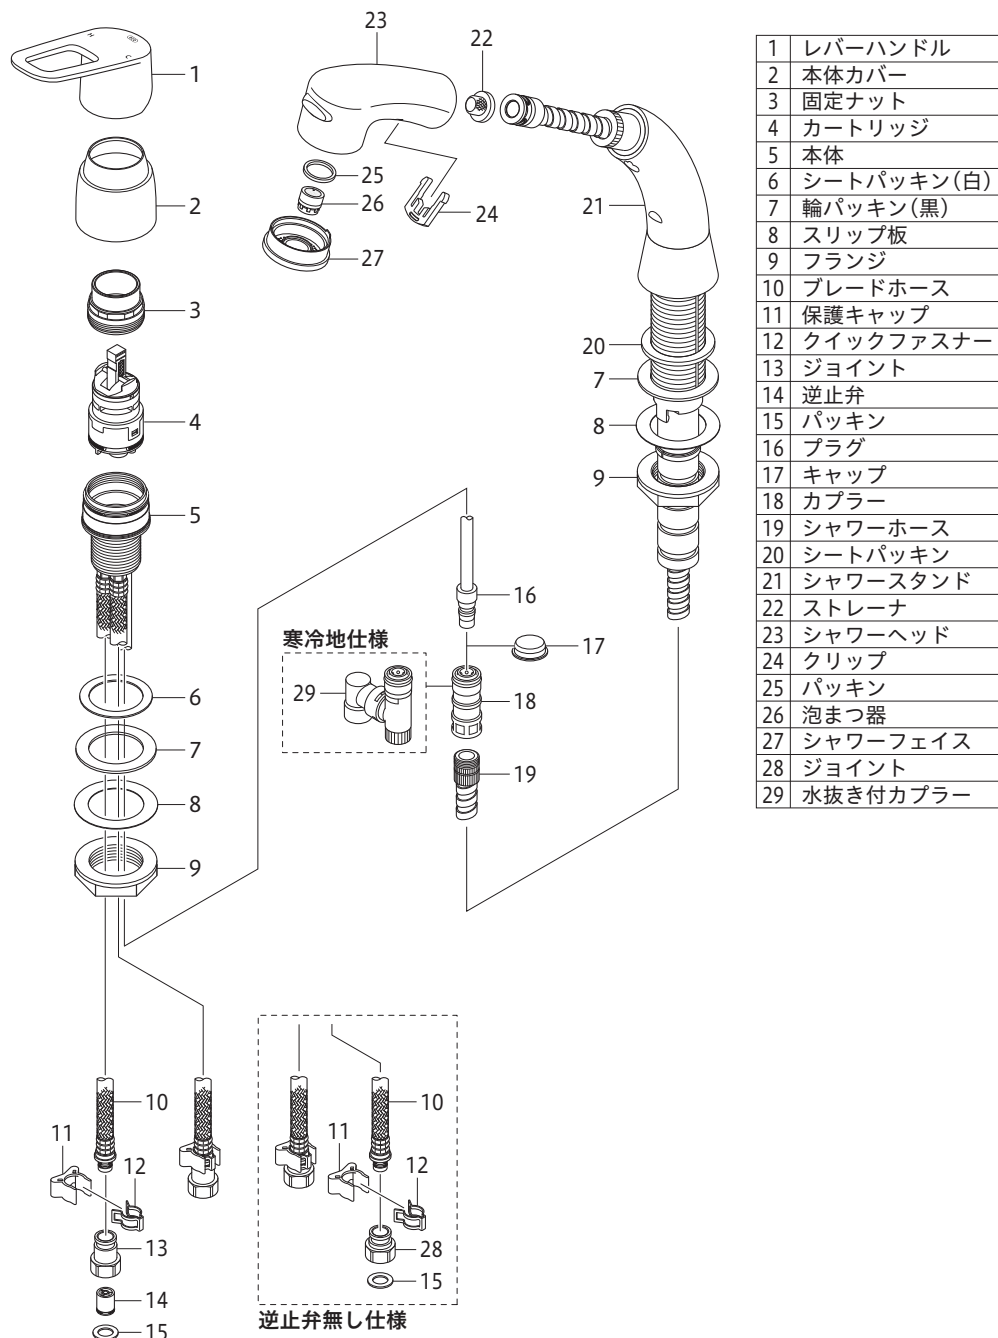 23
22
1
2
3
4
5
6
7
8
9
25
26
27
24
21
20
7
8
9
16
17
寒冷地仕様
29
18
19
10
11
12
13
14
15
10
11
12
28
15
逆止弁無し仕様
H
C
1 レバーハンドル
2 本体カバー
3 固定ナット
4 カートリッジ
5 本体
6 シートパッキン(白)
7 輪パッキン(黒)
8 スリップ板
9 フランジ
10 ブレードホース
11 保護キャップ
12 クイックファスナー
13 ジョイント
14 逆止弁
15 パッキン
16 プラグ
17 キャップ
18 カプラー
19 シャワーホース
20 シートパッキン
21 シャワースタンド
22 ストレーナ
23 シャワーヘッド
24 クリップ
25 パッキン
26 泡まつ器
27 シャワーフェイス
28 ジョイント
29 水抜き付カプラー